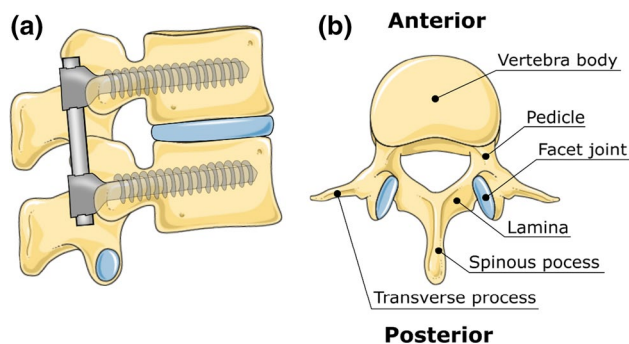 (a)
(b)
Anterior
Vertebra body
Pedicle
Facet joint
Lamina
Spinous pocess
Transverse process
Posterior